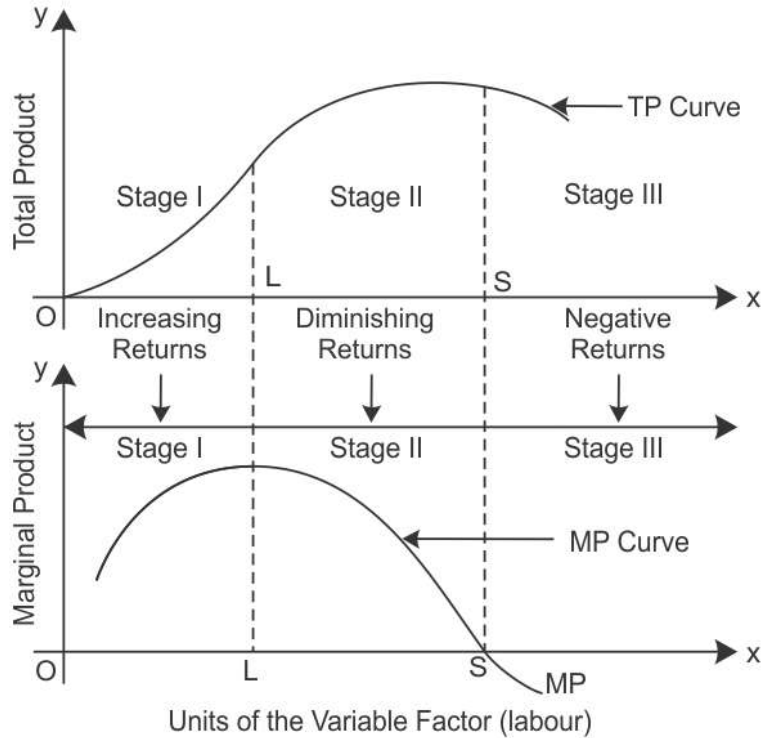 y
Total Product
TP Curve
Stage I
Stage II
Stage III
L
S
O
x
Increasing
Returns
Diminishing
Returns
Negative
Returns
y
Marginal Product
Stage I
Stage II
Stage III
MP Curve
O
L
S
x
MP
Units of the Variable Factor (labour)